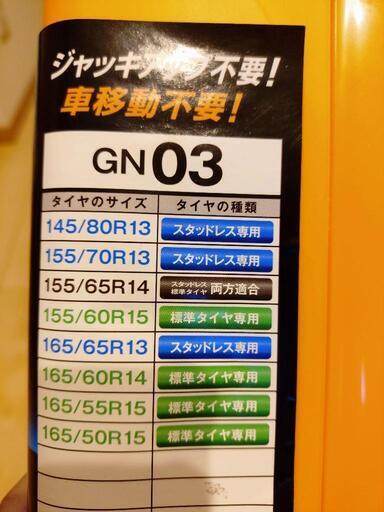 ジャッキアップ不要!
車移動不要!
GN03
タイヤのサイズ タイヤの種類
145/80R13 スタッドレス専用
155/70R13 スタッドレス専用
155/65R14 スタッドレス 標準タイヤ 両方適合
155/60R15 標準タイヤ専用
165/65R13 スタッドレス専用
165/60R14 標準タイヤ専用
165/55R15 標準タイヤ専用
165/50R15 標準タイヤ専用